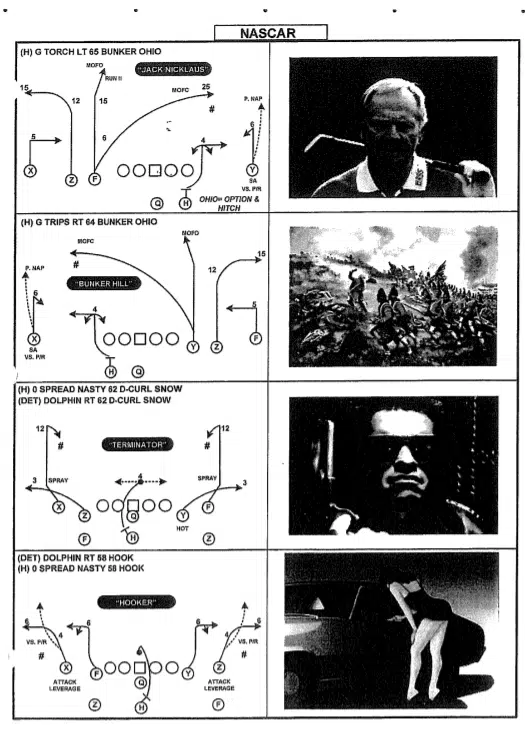 NASCAR
(H) G TORCH LT 65 BUNKER OHIO
"JACK NICKLAUS"
MOFO
RUN II
15
12
15
MOFC
25
#
P. NAP
5
6
4
6
X
Z
F
Q
H
Y
SA
VS. P/R
OHIO= OPTION &
HITCH
(H) G TRIPS RT 64 BUNKER OHIO
MOFC
MOFO
#
15
12
P. NAP
6
"BUNKER HILL"
4
5
X
Y
Z
F
SA
VS. P/R
H
Q
(H) 0 SPREAD NASTY 62 D-CURL SNOW
(DET) DOLPHIN RT 62 D-CURL SNOW
12
12
#
"TERMINATOR"
#
3
SPRAY
4
SPRAY
3
X
Z
Q
Y
F
HOT
F
H
Z
(DET) DOLPHIN RT 58 HOOK
(H) 0 SPREAD NASTY 58 HOOK
"HOOKER"
6
6
6
6
VS. P/R
4
6
4
VS. P/R
#
#
X
F
Q
Y
Z
ATTACK
LEVERAGE
ATTACK
LEVERAGE
Z
H
F